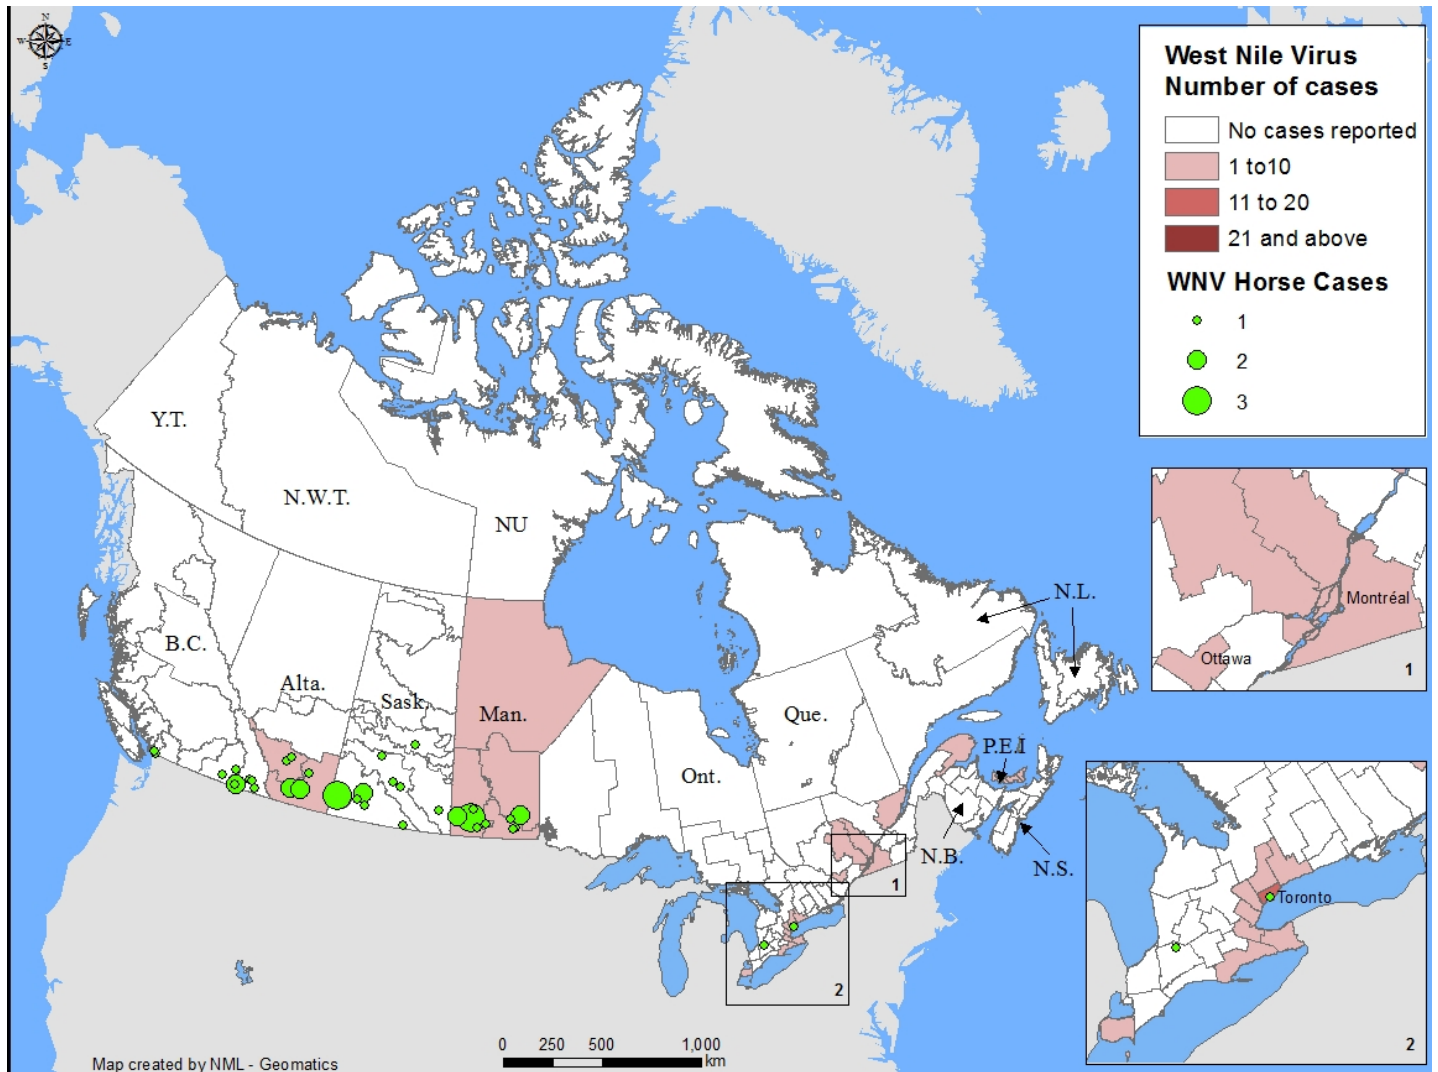 N
W E
S
West Nile Virus
Number of cases
No cases reported
1 to10
11 to 20
21 and above
WNV Horse Cases
1
2
3
Y.T.
N.W.T.
NU
B.C.
Alta.
Sask.
Man.
Ont.
Que.
N.L.
P.E.I
N.B.
N.S.
1
2
Montréal
Ottawa
1
Toronto
2
0 250 500 1,000
km
Map created by NML - Geomatics